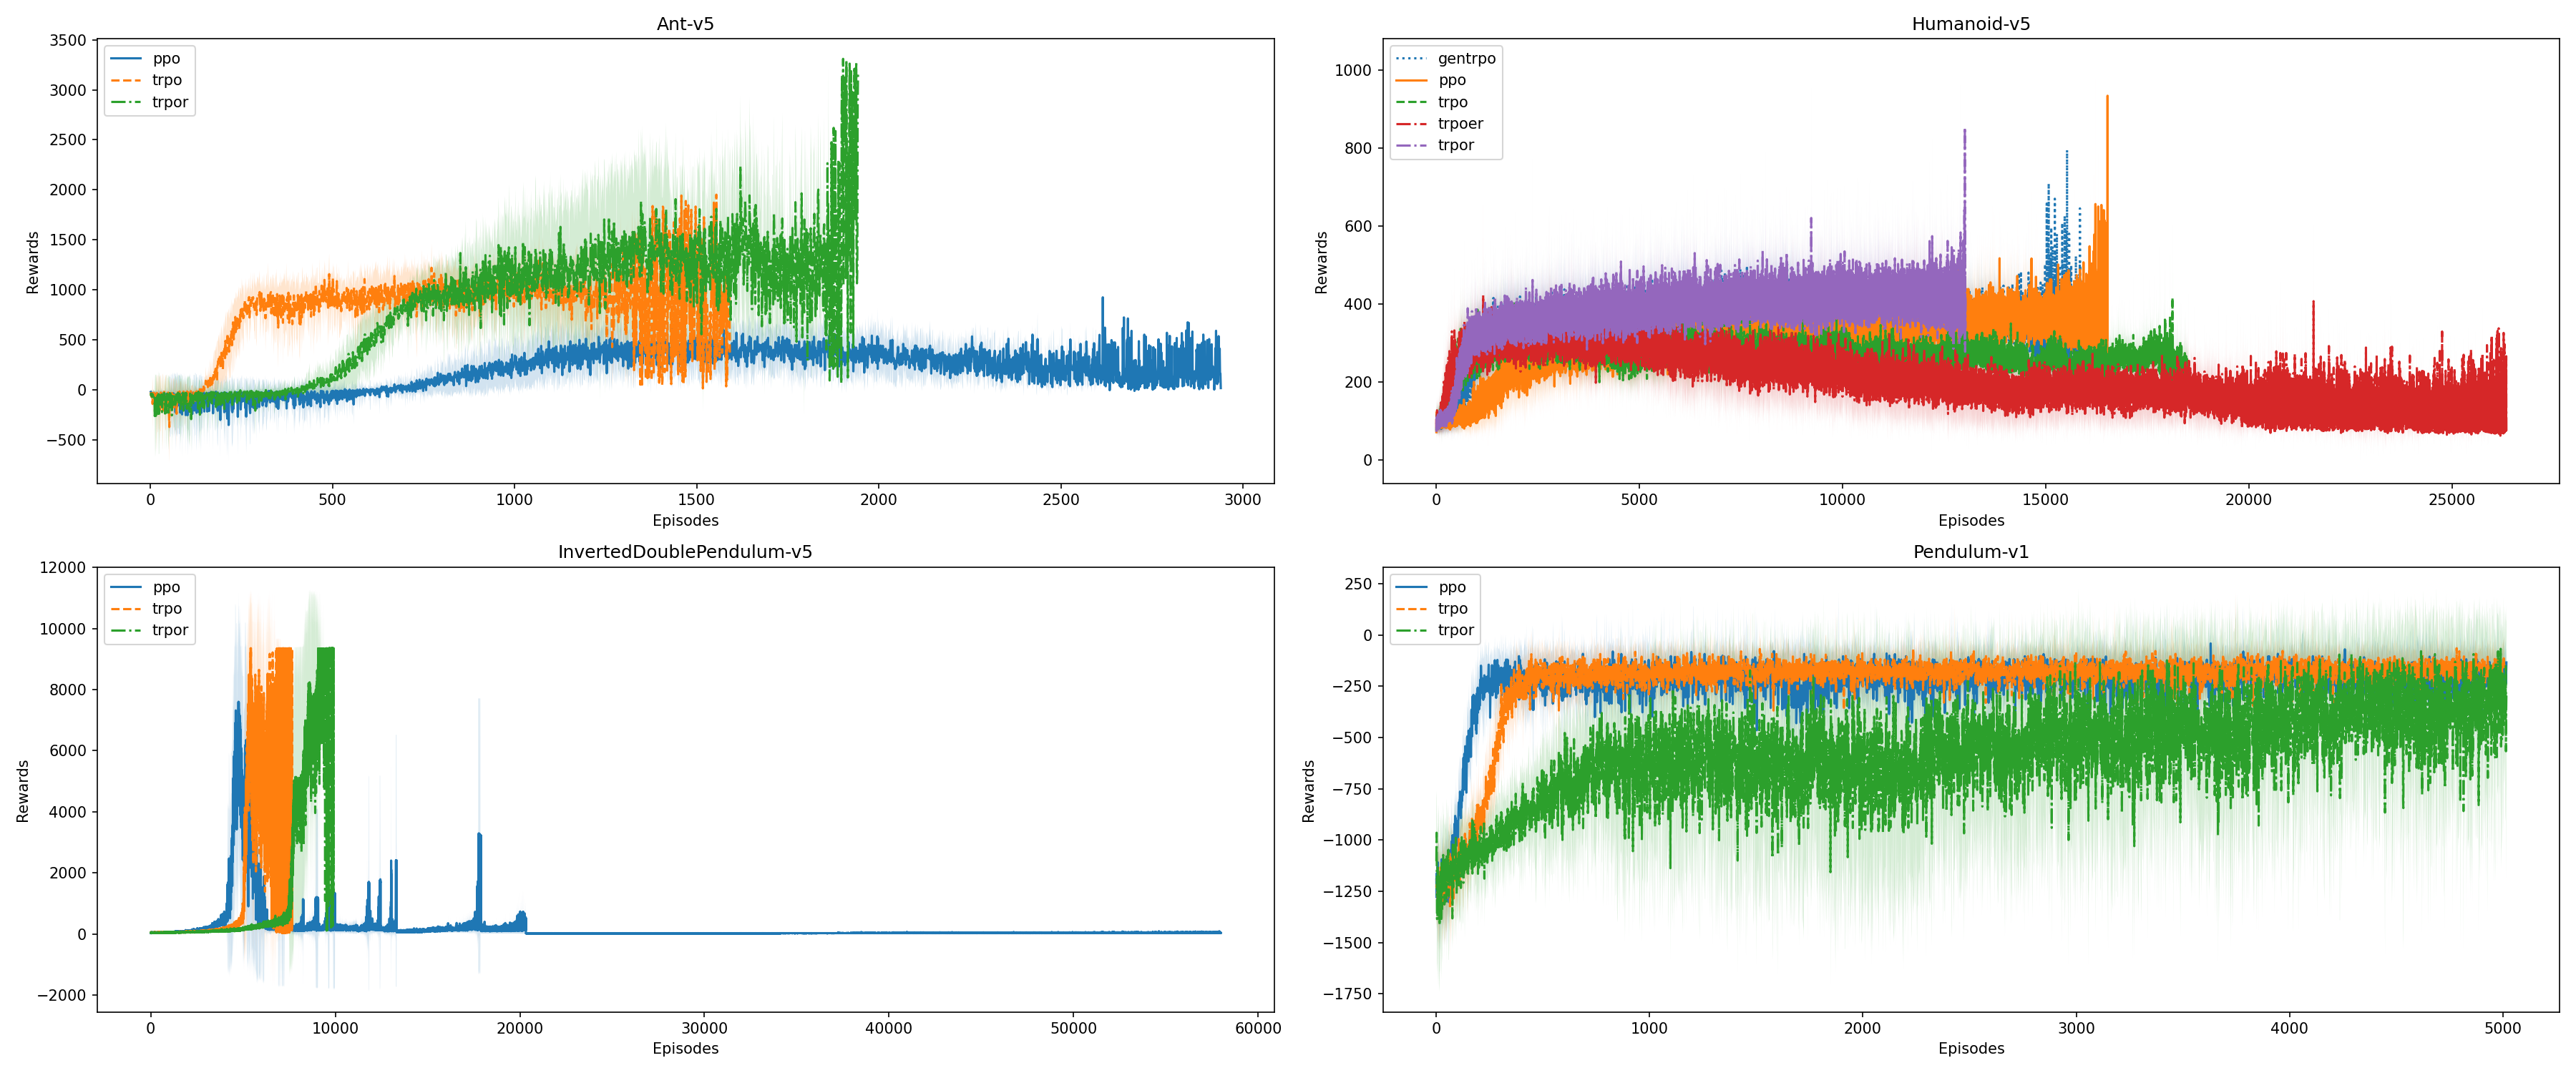 Ant-v5
3500
3000
2500
2000
1500
1000
500
0
−500
Rewards
ppo
trpo
trpor
0
500
1000
1500
2000
2500
3000
Episodes
Humanoid-v5
1000
800
600
400
200
0
Rewards
gentrpo
ppo
trpo
trpoer
trpor
0
5000
10000
15000
20000
25000
Episodes
InvertedDoublePendulum-v5
12000
10000
8000
6000
4000
2000
0
−2000
Rewards
ppo
trpo
trpor
0
10000
20000
30000
40000
50000
60000
Episodes
Pendulum-v1
250
0
−250
−500
−750
−1000
−1250
−1500
−1750
Rewards
ppo
trpo
trpor
0
1000
2000
3000
4000
5000
Episodes